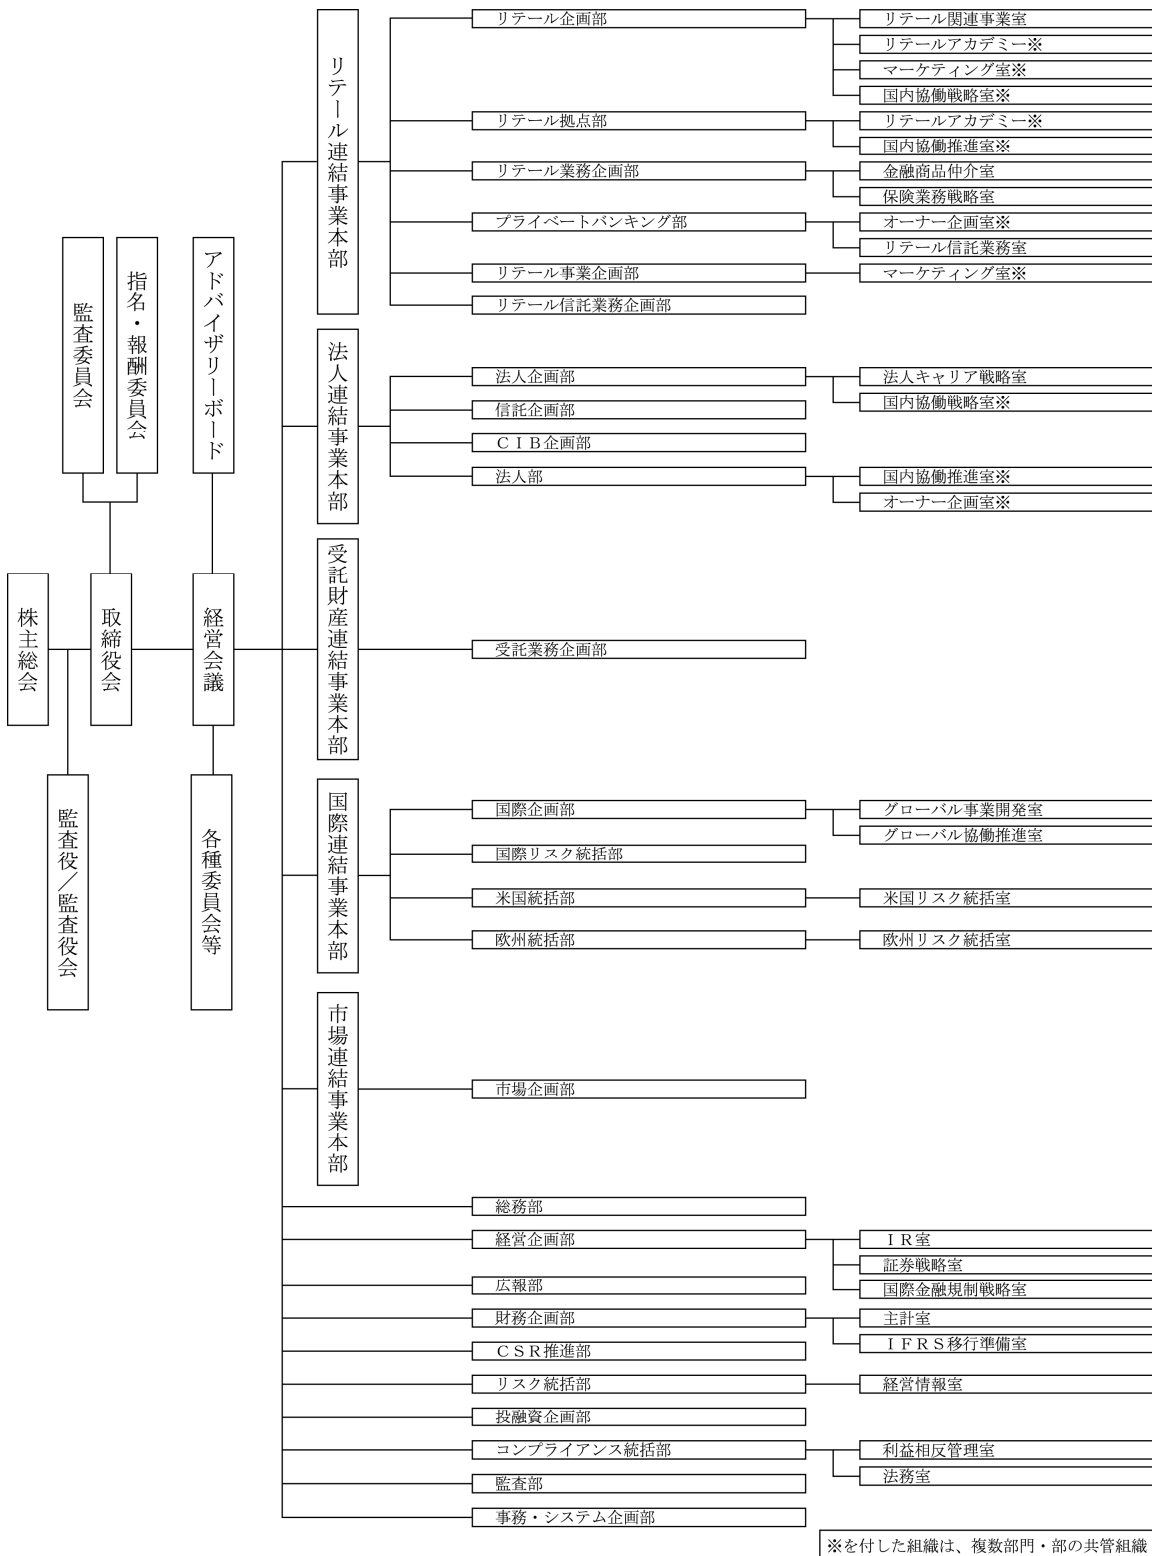 株主総会
監査役／監査役会
取締役会
監査委員会
指名・報酬委員会
経営会議
アドバイザリーボード
各種委員会等
リテール連結事業本部
リテール企画部
リテール関連事業室
リテールアカデミー※
マーケティング室※
国内協働戦略室※
リテール拠点部
リテールアカデミー※
国内協働推進室※
リテール業務企画部
金融商品仲介室
保険業務戦略室
プライベートバンキング部
オーナー企画室※
リテール信託業務室
リテール事業企画部
マーケティング室※
リテール信託業務企画部
法人連結事業本部
法人企画部
法人キャリア戦略室
国内協働戦略室※
信託企画部
ＣＩＢ企画部
法人部
国内協働推進室※
オーナー企画室※
受託財産連結事業本部
受託業務企画部
国際連結事業本部
国際企画部
グローバル事業開発室
グローバル協働推進室
国際リスク統括部
米国統括部
米国リスク統括室
欧州統括部
欧州リスク統括室
市場連結事業本部
市場企画部
総務部
経営企画部
ＩＲ室
証券戦略室
国際金融規制戦略室
広報部
財務企画部
主計室
ＩＦＲＳ移行準備室
ＣＳＲ推進部
リスク統括部
経営情報室
投融資企画部
コンプライアンス統括部
利益相反管理室
法務室
監査部
事務・システム企画部
※を付した組織は、複数部門・部の共管組織